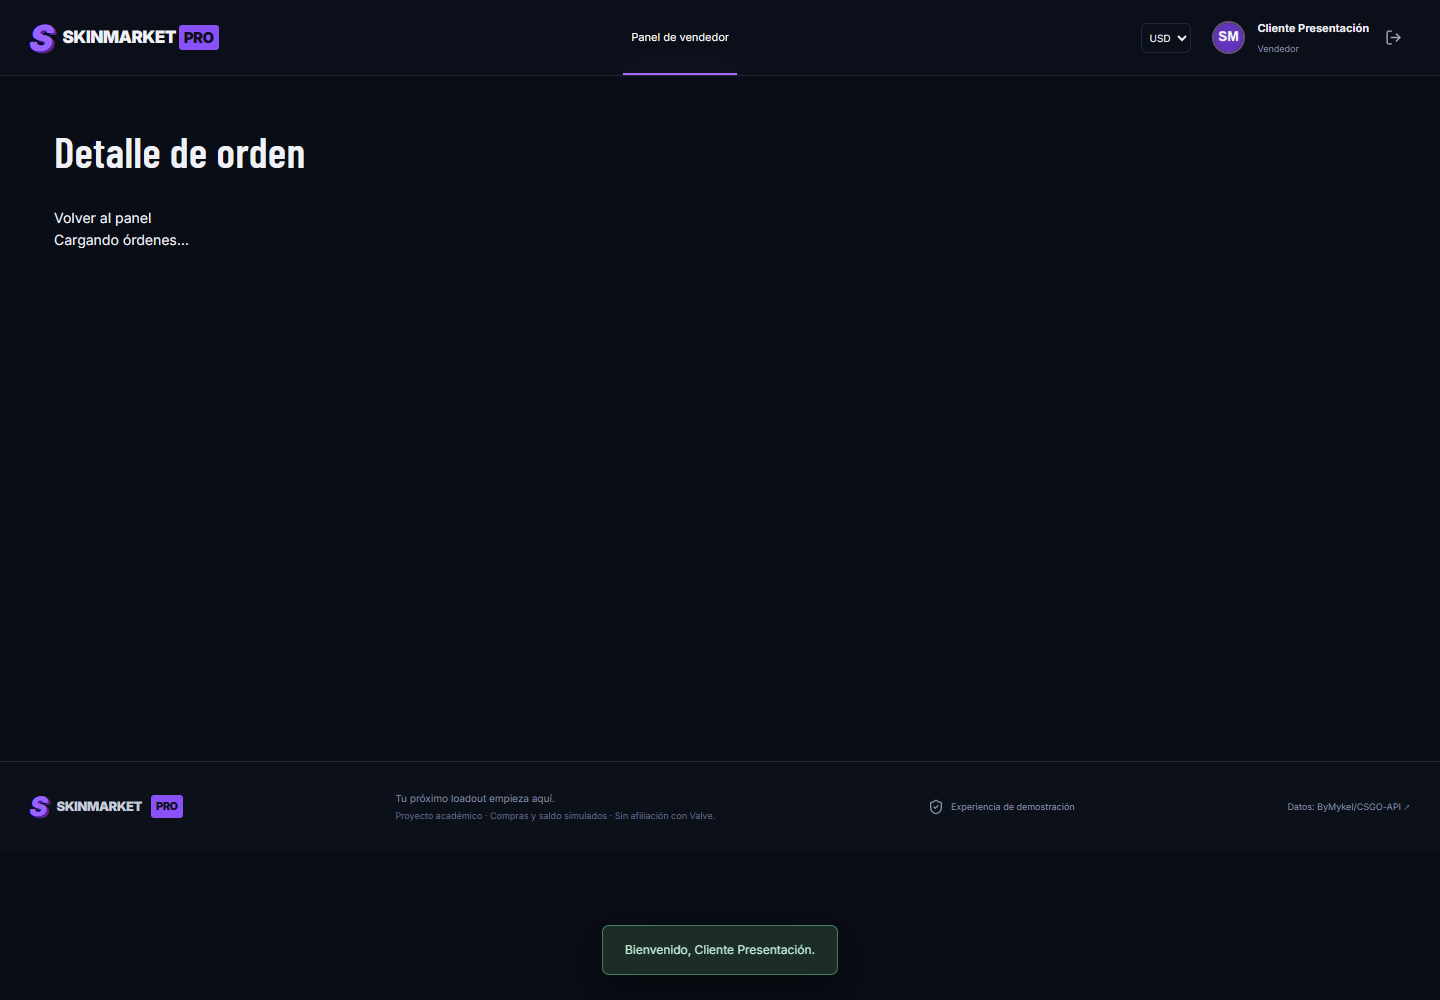 SKINMARKET PRO
Panel de vendedor
USD
SM
Cliente Presentación
Vendedor
Detalle de orden
Volver al panel
Cargando órdenes...
SKINMARKET PRO
Tu próximo loadout empieza aquí.
Proyecto académico · Compras y saldo simulados · Sin afiliación con Valve.
Experiencia de demostración
Datos: ByMykel/CSGO-API ↗
Bienvenido, Cliente Presentación.